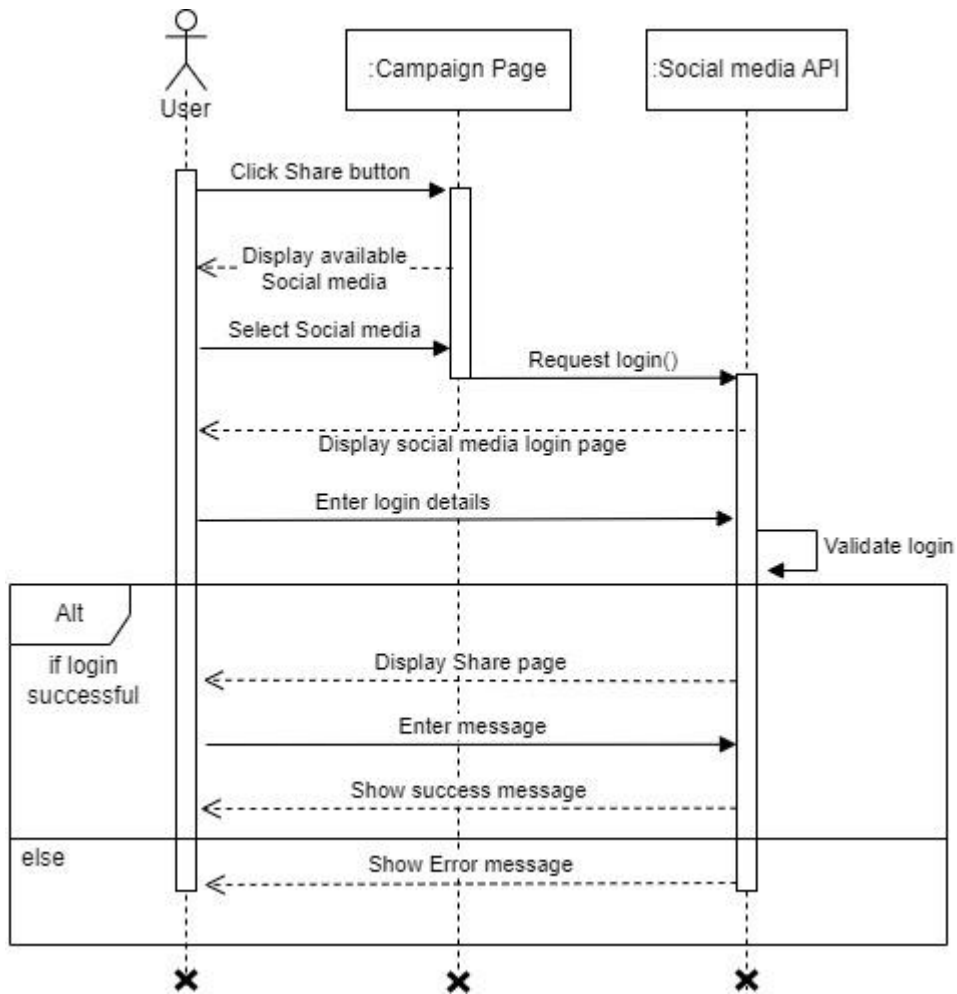 :Campaign Page
:Social media API
User
Click Share button
Display available
Social media
Select Social media
Request login()
Display social media login page
Enter login details
Validate login
Alt
if login
successful
Display Share page
Enter message
Show success message
else
Show Error message